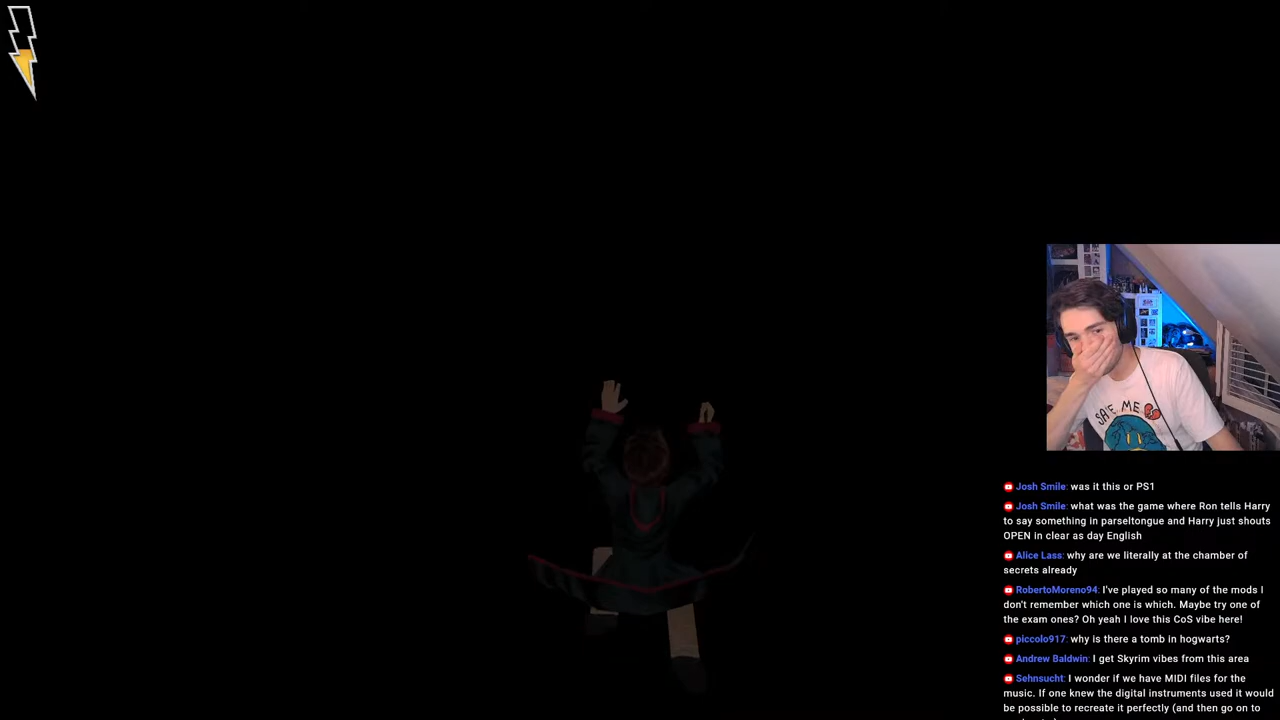 SAVE ME
Josh Smile: was it this or PS1
Josh Smile: what was the game where Ron tells Harry
to say something in parseltongue and Harry just shouts
OPEN in clear as day English
Alice Lass: why are we literally at the chamber of
secrets already
RobertoMoreno94: I've played so many of the mods I
don't remember which one is which. Maybe try one of
the exam ones? Oh yeah I love this CoS vibe here!
piccolo917: why is there a tomb in hogwarts?
Andrew Baldwin: I get Skyrim vibes from this area
Sehnsucht: I wonder if we have MIDI files for the
music. If one knew the digital instruments used it would
be possible to recreate it perfectly (and then go on to